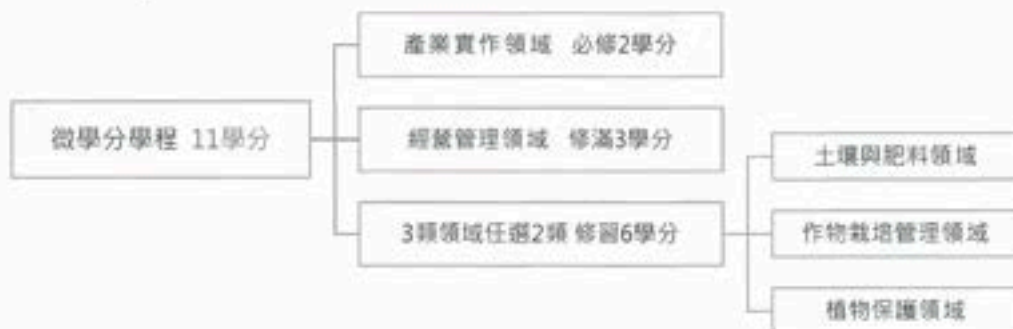 微學分學程 11學分
產業實作領域 必修2學分
經營管理領域 修滿3學分
3類領域任選2類 修習6學分
土壤與肥料領域
作物栽培管理領域
植物保護領域